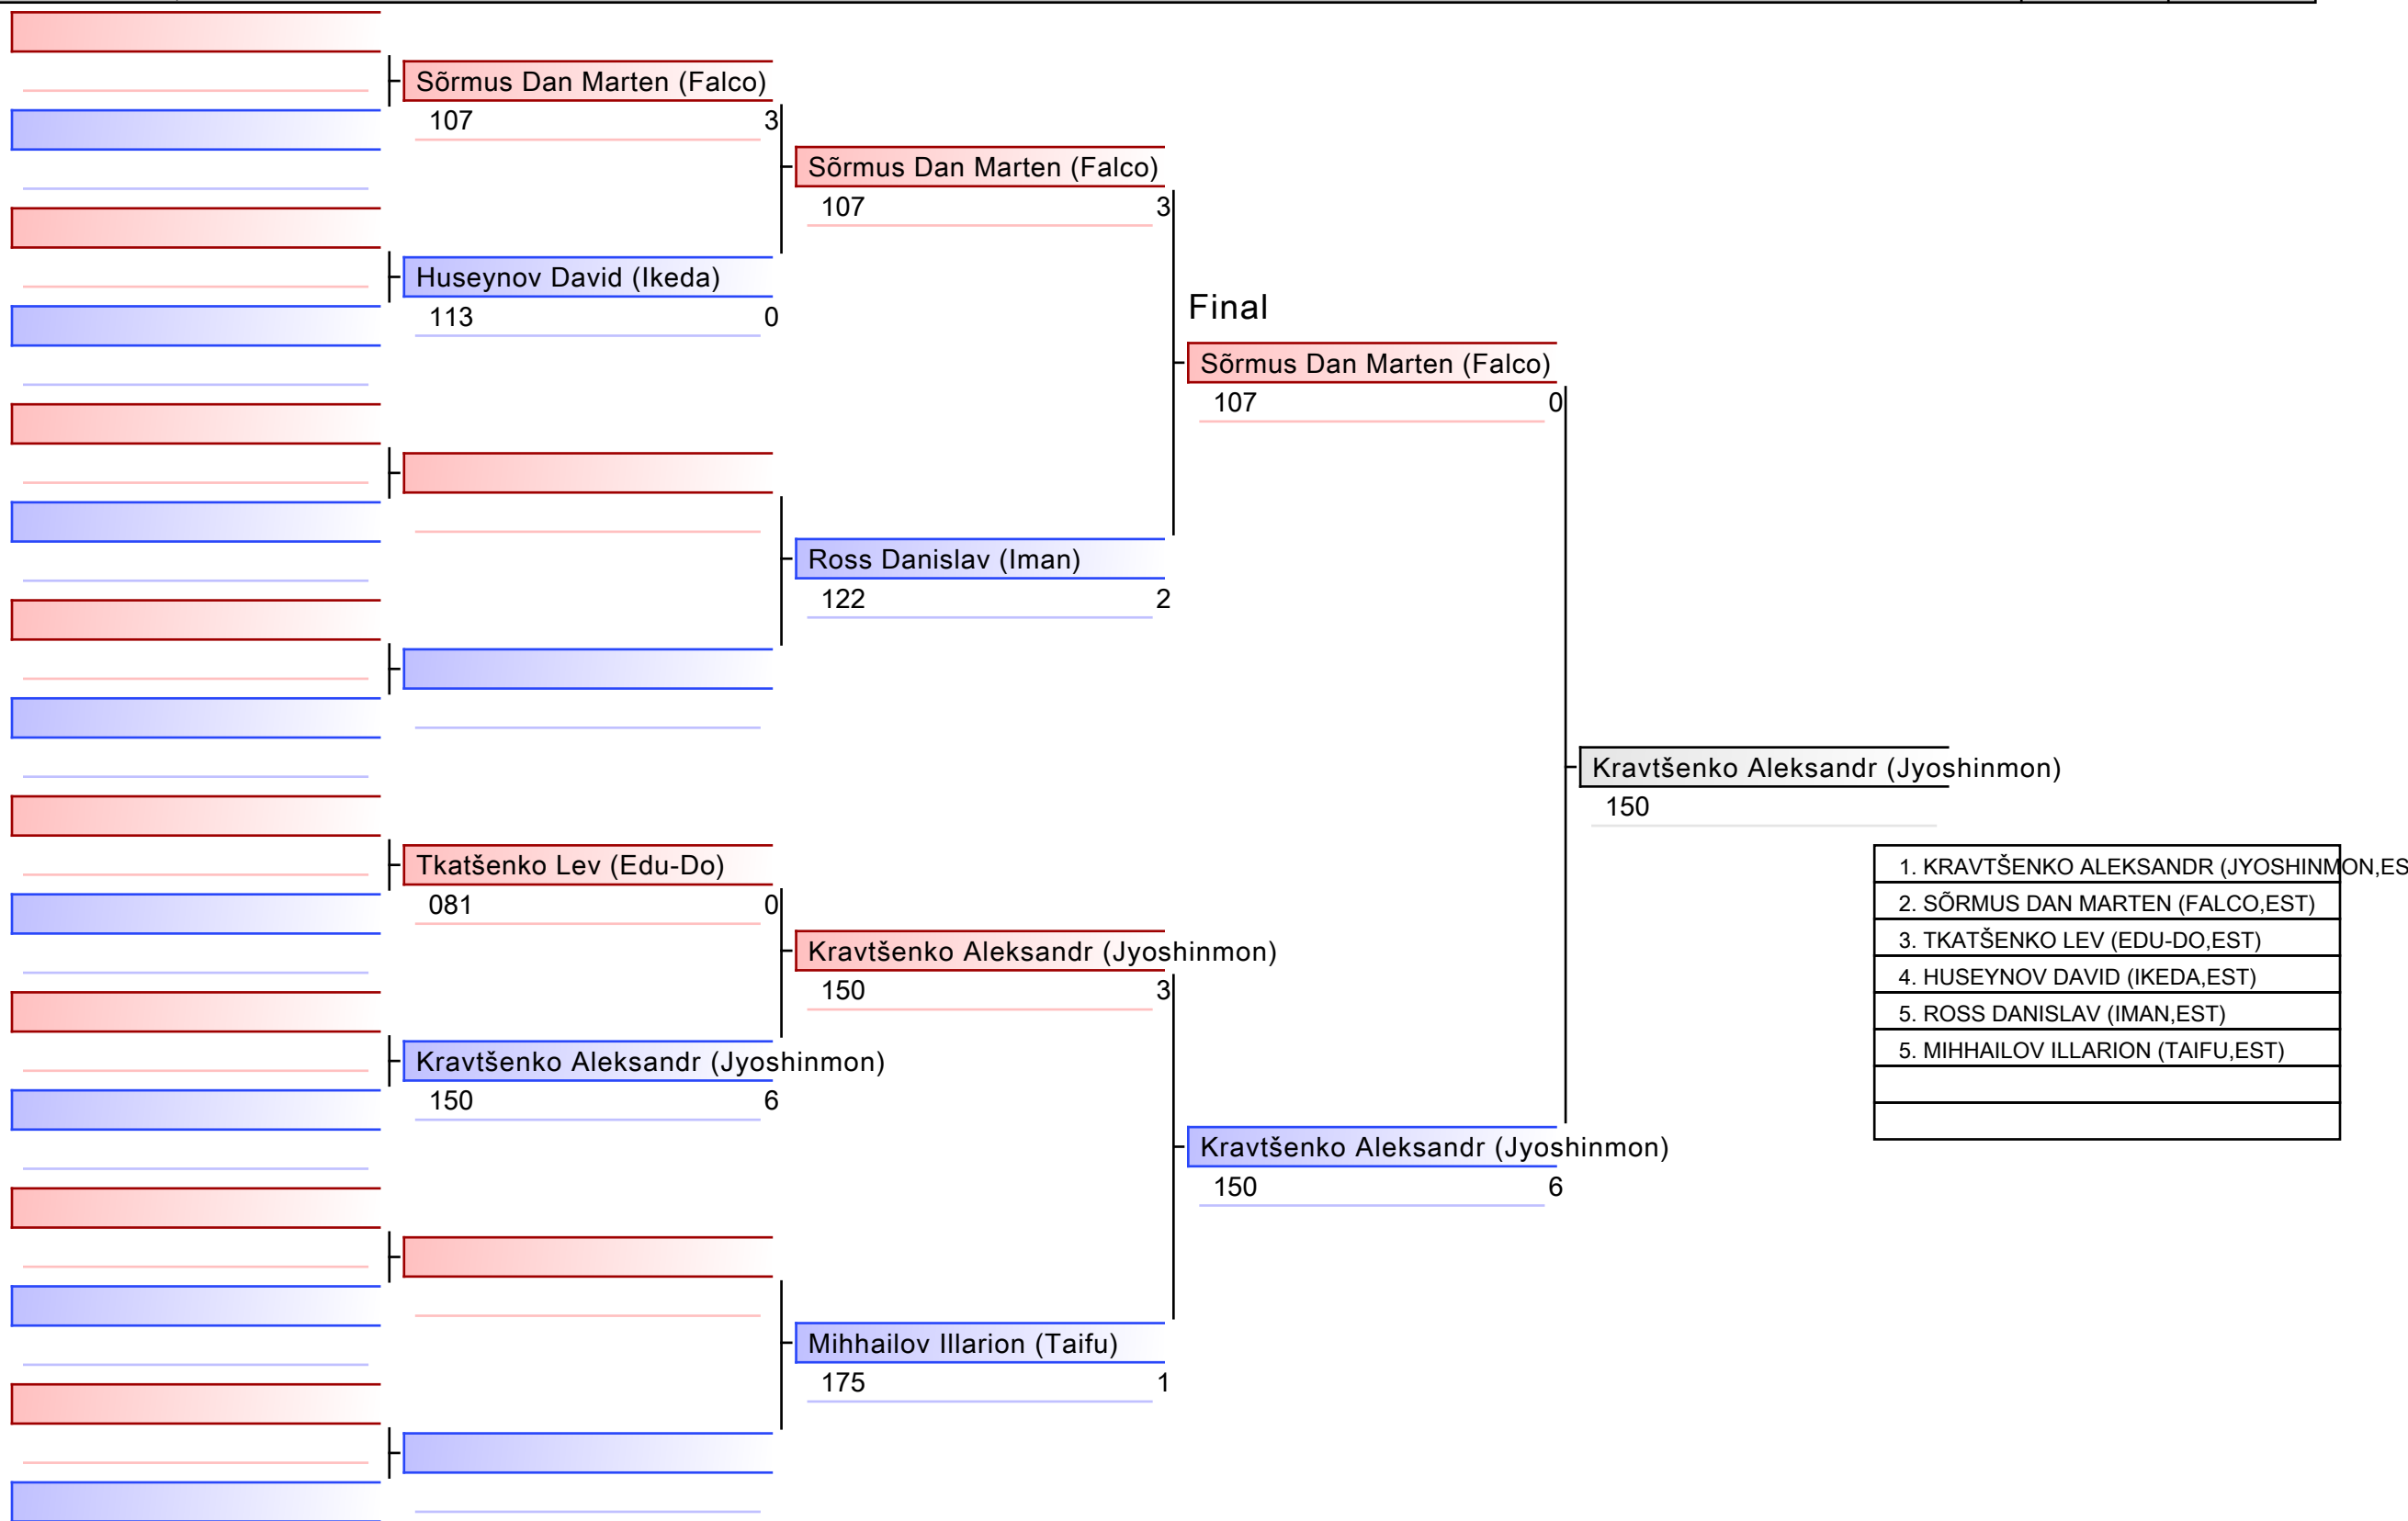 Sõrmus Dan Marten (Falco)
107 3
Huseynov David (Ikeda)
113 0
Tkatšenko Lev (Edu-Do)
081 0
Kravtšenko Aleksandr (Jyoshinmon)
150 6
Sõrmus Dan Marten (Falco)
107 3
Ross Danislav (Iman)
122 2
Kravtšenko Aleksandr (Jyoshinmon)
150 3
Mihhailov Illarion (Taifu)
175 1
Final
Sõrmus Dan Marten (Falco)
107 0
Kravtšenko Aleksandr (Jyoshinmon)
150 6
Kravtšenko Aleksandr (Jyoshinmon)
150
1. KRAVTŠENKO ALEKSANDR (JYOSHINMON,ES
2. SÕRMUS DAN MARTEN (FALCO,EST)
3. TKATŠENKO LEV (EDU-DO,EST)
4. HUSEYNOV DAVID (IKEDA,EST)
5. ROSS DANISLAV (IMAN,EST)
5. MIHHAILOV ILLARION (TAIFU,EST)